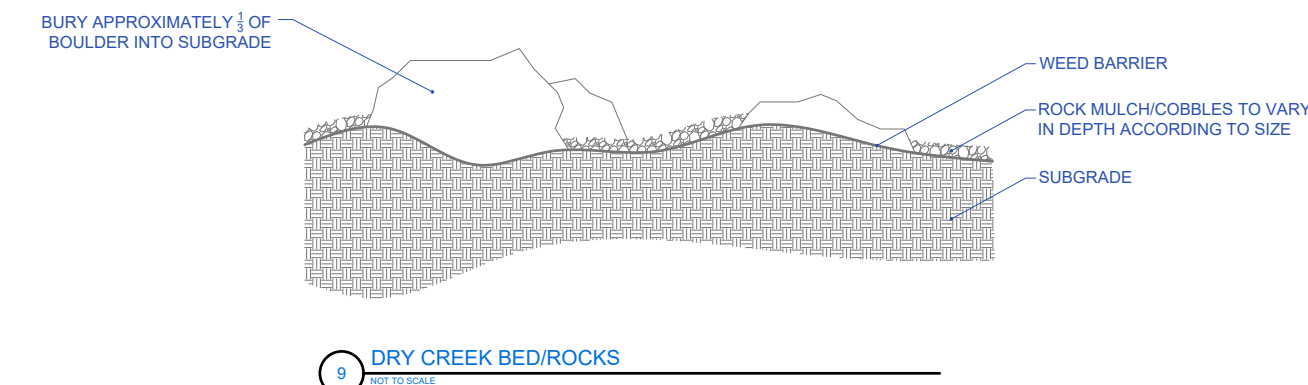 BURY APPROXIMATELY 1/3 OF
BOULDER INTO SUBGRADE
WEED BARRIER
ROCK MULCH/COBBLES TO VARY
IN DEPTH ACCORDING TO SIZE
SUBGRADE
9
DRY CREEK BED/ROCKS
NOT TO SCALE